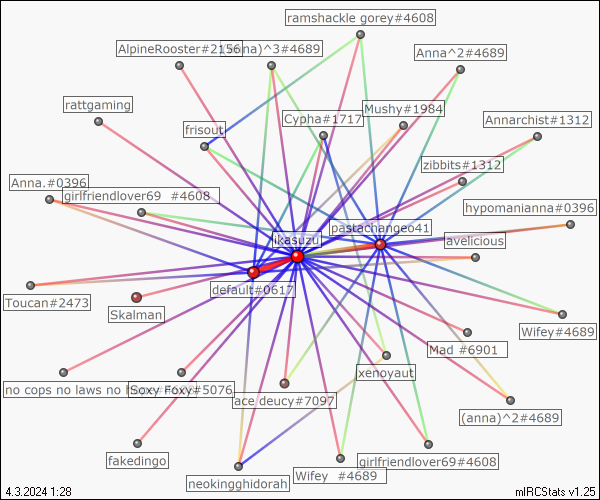 ramshackle gorey#4608
AlpineRooster#2156
(anna)^3#4689
Anna^2#4689
rattgaming
Mushy#1984
Cypha#1717
Annarchist#1312
frisout
zibbits#1312
Anna.#0396
girlfriendlover69 #4608
hypomanianna#0396
pastachange041
ikasuzu
avelicious
default#0617
Toucan#2473
Skalman
Wifey#4689
Mad #6901
xenoyaut
no cops no laws no
Soxy Foxy#5076
ace deucy#7097
(anna)^2#4689
fakedingo
girlfriendlover69#4608
neokingghidorah
Wifey #4689
4.3.2024 1:28
mIRCStats v1.25